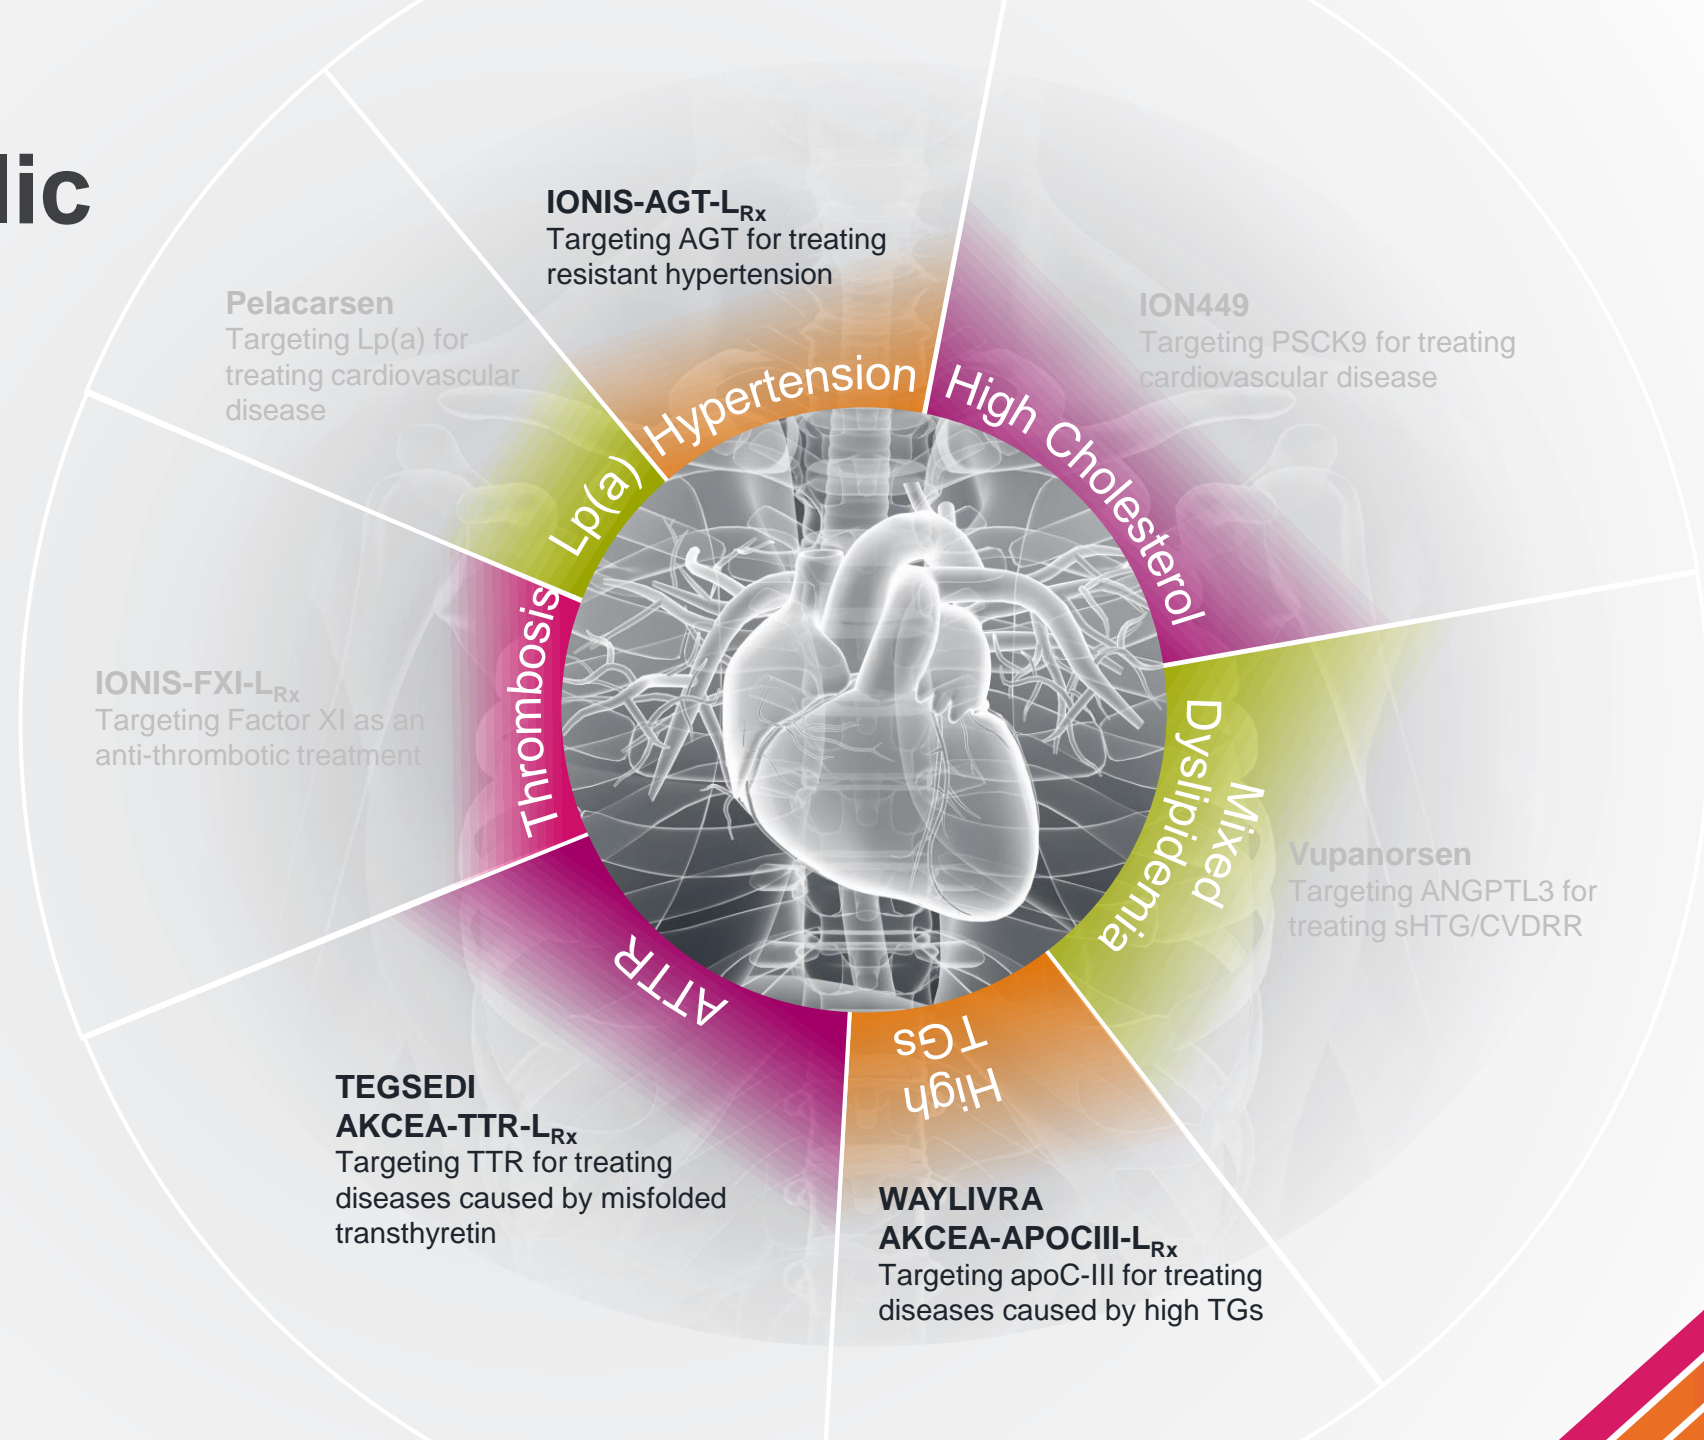 lic
IONIS-AGT-LRx
Targeting AGT for treating
resistant hypertension
Pelacarsen
Targeting Lp(a) for
treating cardiovascular
disease
ION449
Targeting PSCK9 for treating
cardiovascular disease
Hypertension
High Cholesterol
Lp(a)
Thrombosis
IONIS-FXI-LRx
Targeting Factor XI as an
anti-thrombotic treatment
Mixed
Dyslipidemia
Vupanorsen
Targeting ANGPTL3 for
treating sHTG/CVDRR
ATTR
High
TGs
TEGSEDI
AKCEA-TTR-LRx
Targeting TTR for treating
diseases caused by misfolded
transthyretin
WAYLIVRA
AKCEA-APOCIII-LRx
Targeting apoC-III for treating
diseases caused by high TGs